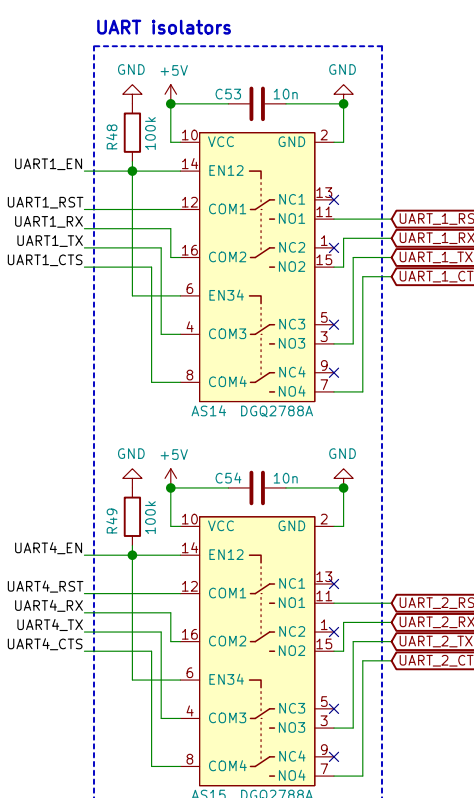 UART isolators
GND +5V GND
C53 10n
R48 100k
10 VCC GND 2
UART1_EN 14 EN12
NC1 13
UART1_RST 12 COM1 NO1 11 UART_1_RS
UART1_RX UART_1_RX
UART1_TX NC2 1 UART_1_TX
UART1_CTS 16 COM2 NO2 15 UART_1_CT
6 EN34
NC3 5
4 COM3 NO3 3
NC4 9
8 COM4 NO4 7
AS14 DGQ2788A
GND +5V GND
C54 10n
R49 100k
10 VCC GND 2
UART4_EN 14 EN12
NC1 13
UART4_RST 12 COM1 NO1 11 UART_2_RS
UART4_RX UART_2_RX
UART4_TX NC2 1 UART_2_TX
UART4_CTS 16 COM2 NO2 15 UART_2_CT
6 EN34
NC3 5
4 COM3 NO3 3
NC4 9
8 COM4 NO4 7
AS15 DGQ2788A